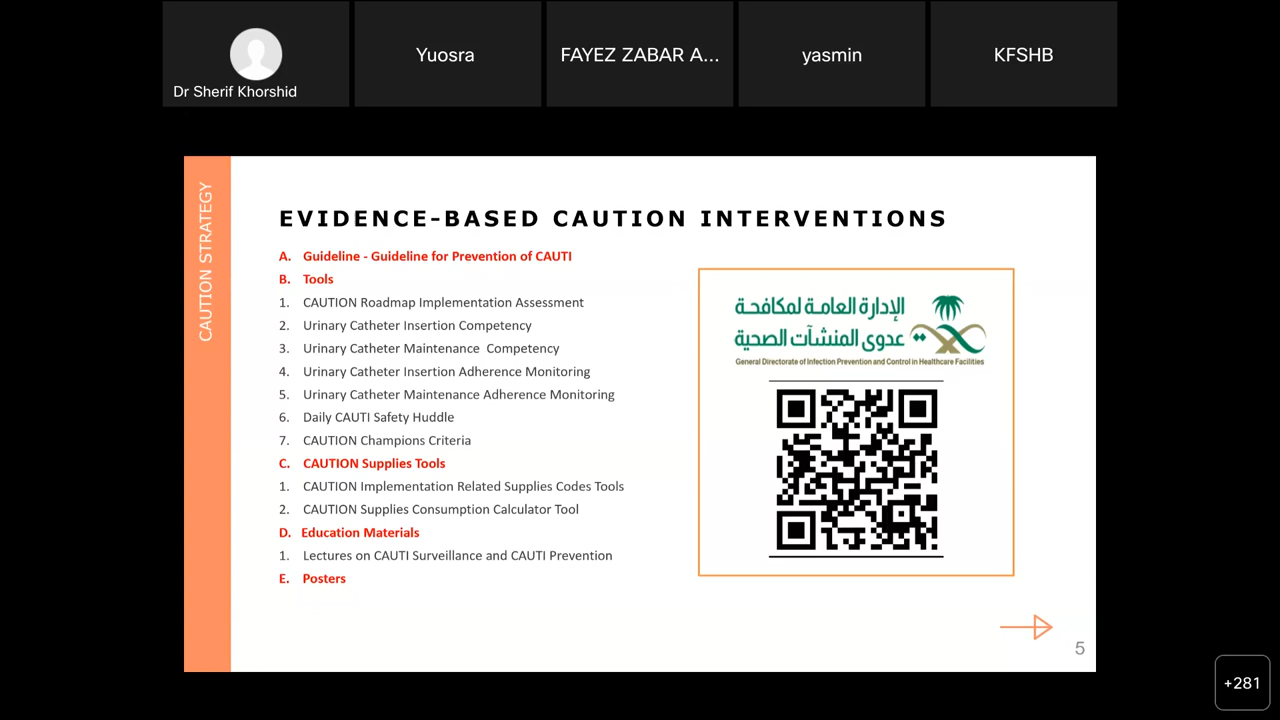 Dr Sherif Khorshid
Yuosra
FAYEZ ZABAR A...
yasmin
KFSHB
CAUTION STRATEGY
EVIDENCE-BASED CAUTION INTERVENTIONS
A. Guideline - Guideline for Prevention of CAUTI
B. Tools
1. CAUTION Roadmap Implementation Assessment
2. Urinary Catheter Insertion Competency
3. Urinary Catheter Maintenance Competency
4. Urinary Catheter Insertion Adherence Monitoring
5. Urinary Catheter Maintenance Adherence Monitoring
6. Daily CAUTI Safety Huddle
7. CAUTION Champions Criteria
C. CAUTION Supplies Tools
1. CAUTION Implementation Related Supplies Codes Tools
2. CAUTION Supplies Consumption Calculator Tool
D. Education Materials
1. Lectures on CAUTI Surveillance and CAUTI Prevention
E. Posters
الإدارة العامة لمكافحة
عدوى المنشآت الصحية
General Directorate of Infection Prevention and Control in Healthcare Facilities
5
+281